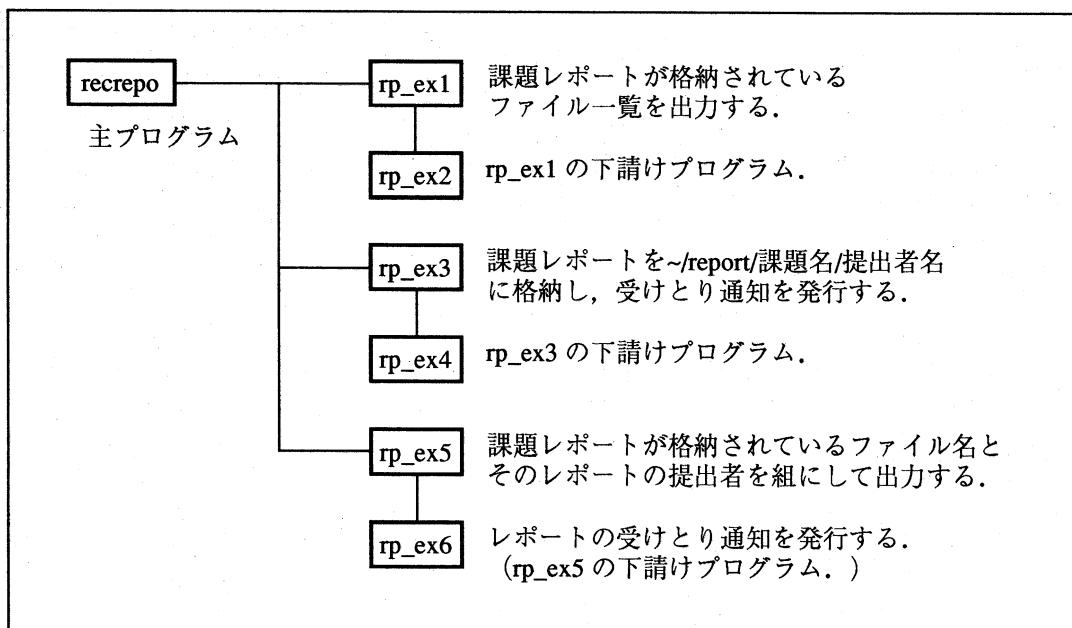 recrepo
主プログラム
rp_ex1
課題レポートが格納されている
ファイル一覧を出力する．
rp_ex2
rp_ex1 の下請けプログラム．
rp_ex3
課題レポートを~/report/課題名/提出者名
に格納し，受けとり通知を発行する．
rp_ex4
rp_ex3 の下請けプログラム．
rp_ex5
課題レポートが格納されているファイル名と
そのレポートの提出者を組にして出力する．
rp_ex6
レポートの受けとり通知を発行する．
（rp_ex5 の下請けプログラム．）